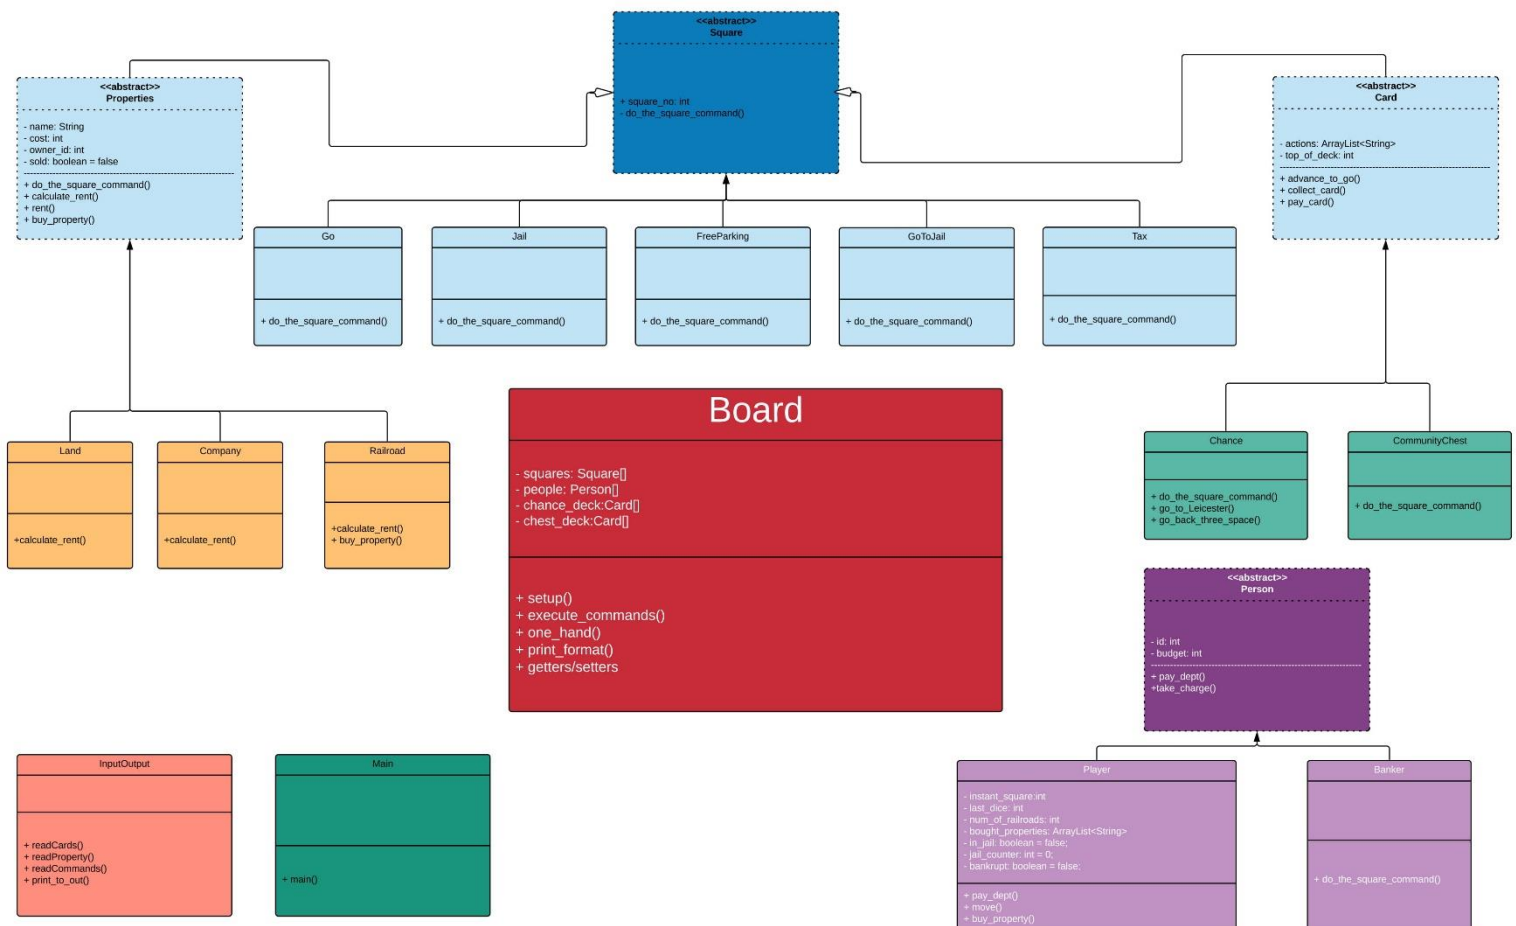 <<abstract>>
Square
+ square_no: int
- do_the_square_command()
<<abstract>>
Properties
- name: String
- cost: int
- owner_id: int
- sold: boolean = false
+ do_the_square_command()
+ calculate_rent()
+ rent()
+ buy_property()
<<abstract>>
Card
- actions: ArrayList<String>
- top_of_deck: int
+ advance_to_go()
+ collect_card()
+ pay_card()
Go
+ do_the_square_command()
Jail
+ do_the_square_command()
FreeParking
+ do_the_square_command()
GoToJail
+ do_the_square_command()
Tax
+ do_the_square_command()
Land
+calculate_rent()
Company
+calculate_rent()
Railroad
+calculate_rent()
+ buy_property()
Board
- squares: Square[]
- people: Person[]
- chance_deck:Card[]
- chest_deck:Card[]
+ setup()
+ execute_commands()
+ one_hand()
+ print_format()
+ getters/setters
Chance
+ do_the_square_command()
+ go_to_Leicester()
+ go_back_three_space()
CommunityChest
+ do_the_square_command()
<<abstract>>
Person
- id: int
- budget: int
+ pay_dept()
+take_charge()
InputOutput
+ readCards()
+ readProperty()
+ readCommands()
+ print_to_out()
Main
+ main()
Player
- instant_square:int
- last_dice: int
- num_of_railroads: int
- bought_properties: ArrayList<String>
- in_jail: boolean = false;
- jail_counter: int = 0;
- bankrupt: boolean = false;
+ pay_dept()
+ move()
+ buy_property()
Banker
+ do_the_square_command()